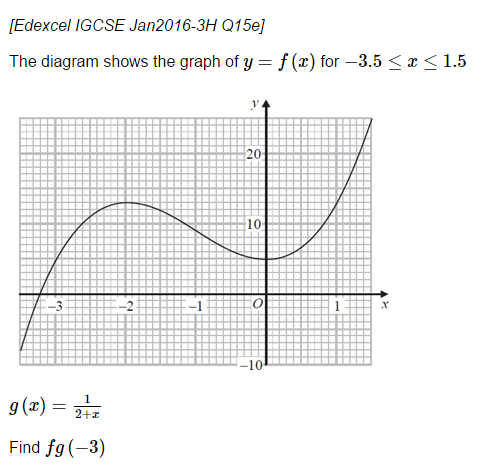 [Edexcel IGCSE Jan2016-3H Q15e]
The diagram shows the graph of y = f (x) for −3.5 ≤ x ≤ 1.5
y
20
10
−3 −2 −1 O 1 x
−10
g (x) = 1/(2+x)
Find fg (−3)